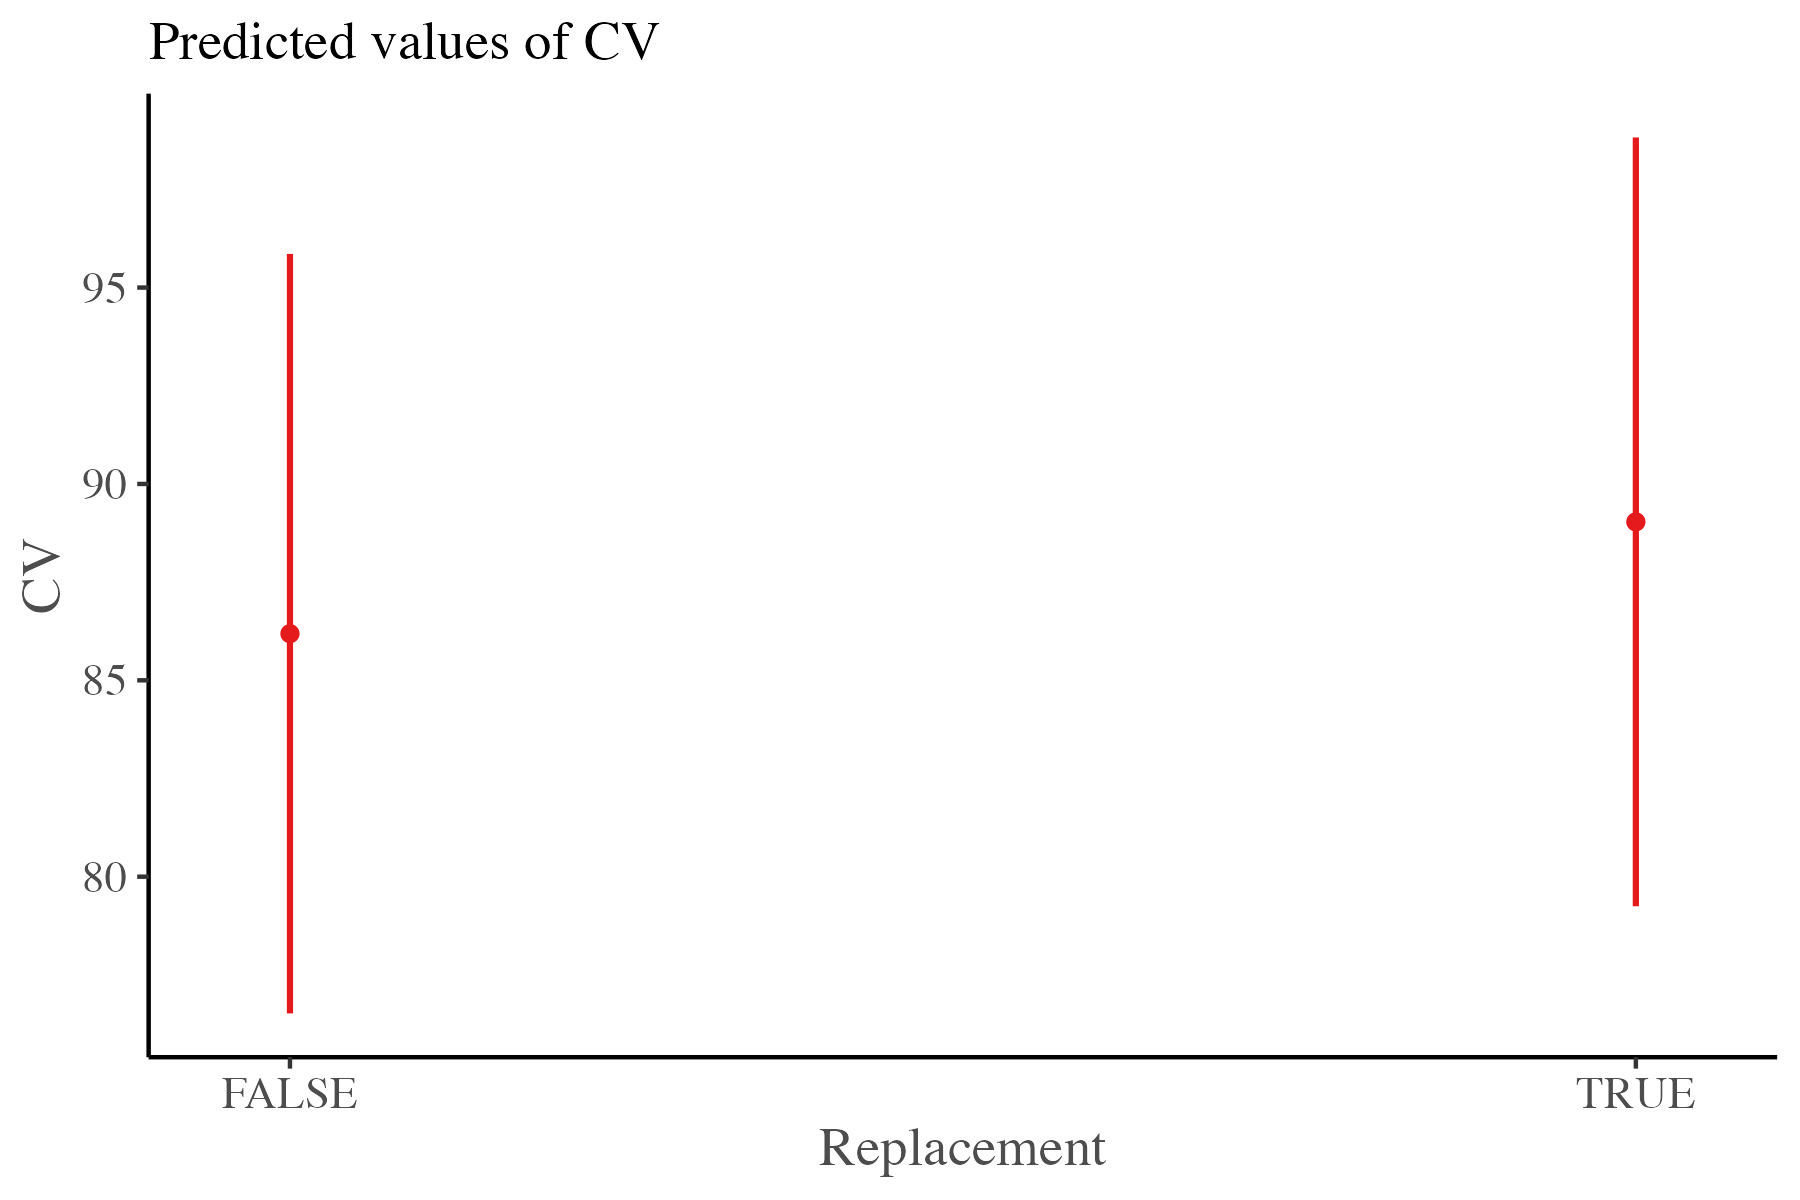 Predicted values of CV
95
90
85
80
CV
FALSE
TRUE
Replacement